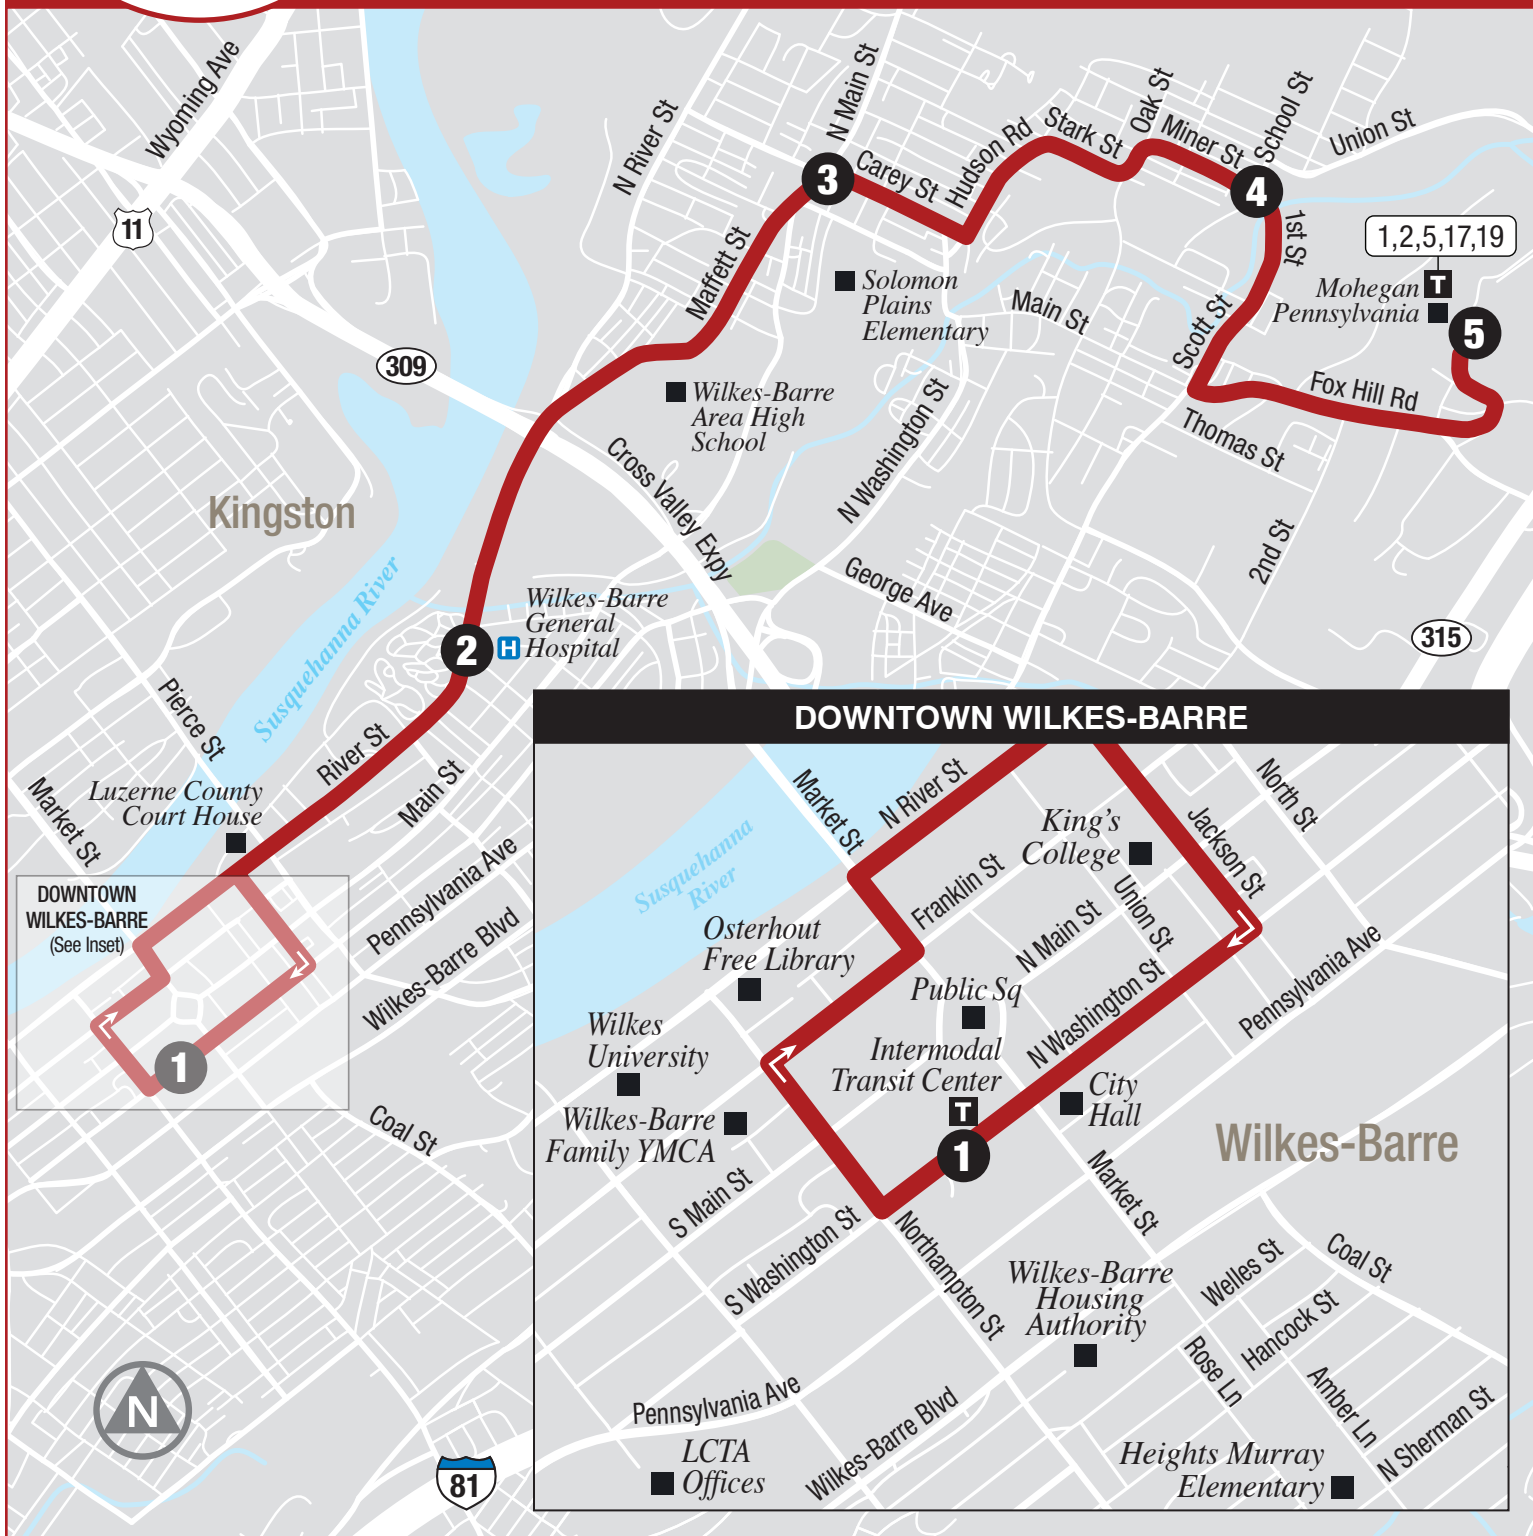 Wyoming Ave
11
N River St
N Main St
3
Carey St
Hudson Rd
Stark St
Oak St
Miner St
School St
Union St
4
1st St
1,2,5,17,19
Mohegan
Pennsylvania
T
5
Maffett St
Solomon
Plains
Elementary
Main St
Scott St
Fox Hill Rd
Thomas St
309
Wilkes-Barre
Area High
School
Cross Valley Expy
N Washington St
George Ave
2nd St
315
Kingston
Susquehanna River
Wilkes-Barre
General
Hospital
H
2
Pierce St
River St
Main St
Market St
Luzerne County
Court House
Pennsylvania Ave
Wilkes-Barre Blvd
DOWNTOWN
WILKES-BARRE
(See Inset)
1
Coal St
N
81
DOWNTOWN WILKES-BARRE
Market St
N River St
North St
Jackson St
King's
College
Union St
Franklin St
N Main St
Susquehanna
River
Osterhout
Free Library
Public Sq
N Washington St
Pennsylvania Ave
Wilkes
University
Intermodal
Transit Center
T
1
City
Hall
Wilkes-Barre
Family YMCA
Wilkes-Barre
S Main St
S Washington St
Northampton St
Market St
Wilkes-Barre
Housing
Authority
Welles St
Coal St
Hancock St
Rose Ln
Amber Ln
N Sherman St
Pennsylvania Ave
Wilkes-Barre Blvd
LCTA
Offices
Heights Murray
Elementary